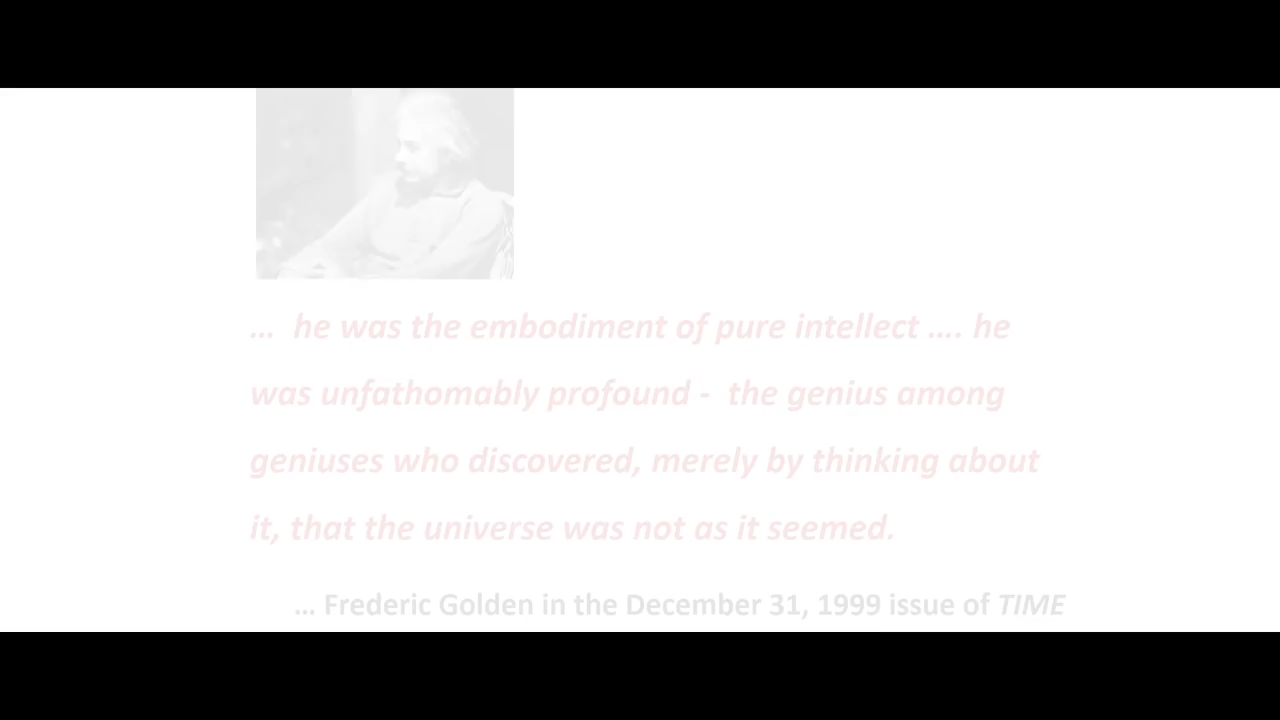 …  he was the embodiment of pure intellect …. he
was unfathomably profound -  the genius among
geniuses who discovered, merely by thinking about
it, that the universe was not as it seemed.
… Frederic Golden in the December 31, 1999 issue of TIME